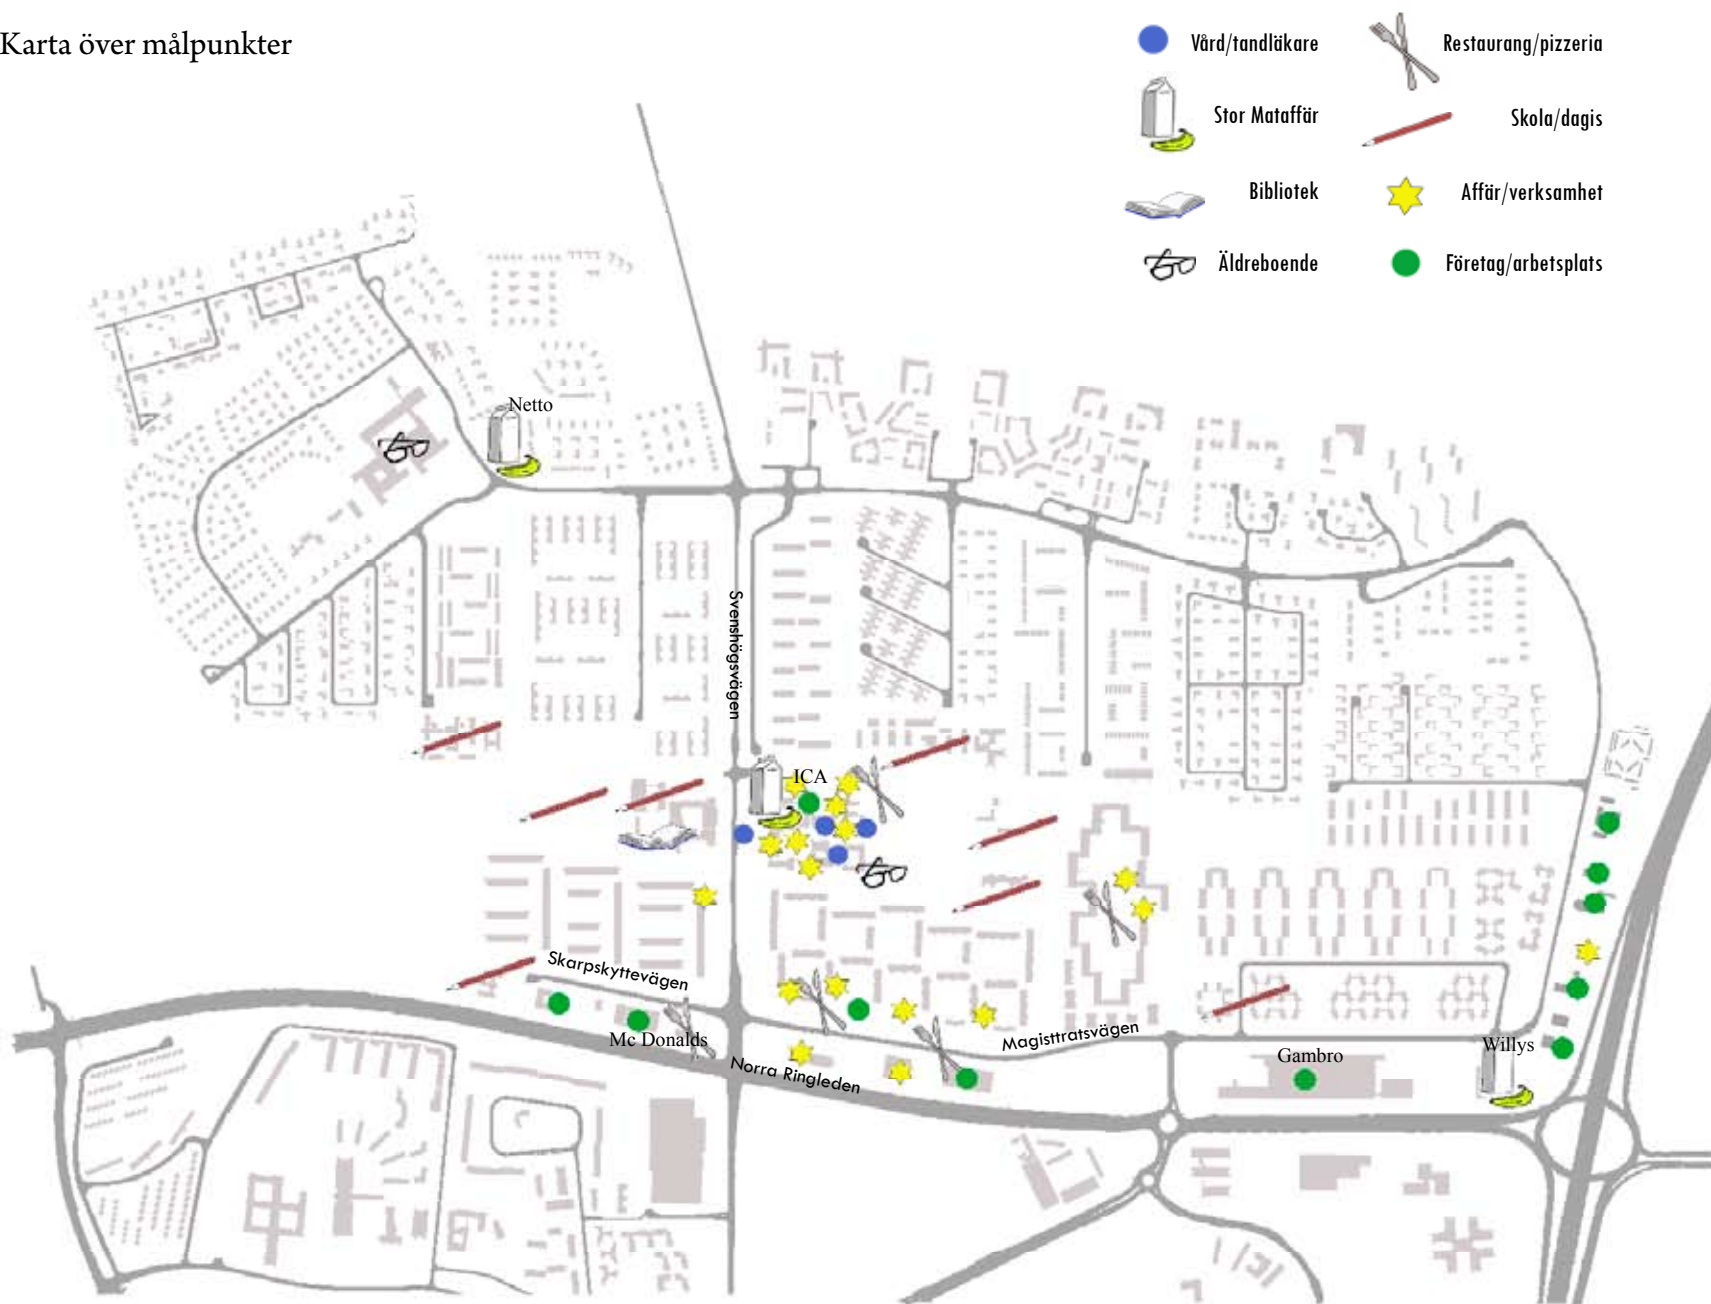 Karta över målpunkter
Vård/tandläkare
Restaurang/pizzeria
Stor Mataffär
Skola/dagis
Bibliotek
Affär/verksamhet
Äldreboende
Företag/arbetsplats
Netto
Svenshögsvägen
ICA
Skarpskyttevägen
Mc Donalds
Magisttratsvägen
Norra Ringleden
Gambro
Willys